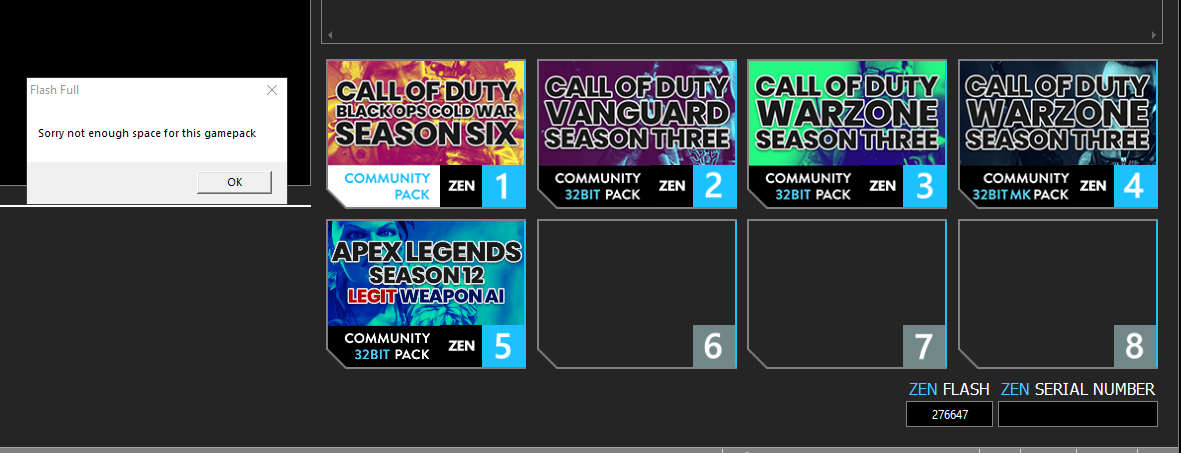 Flash Full
Sorry not enough space for this gamepack
OK
CALL OF DUTY
BLACK OPS COLD WAR
SEASON SIX
COMMUNITY
PACK
ZEN
1
CALL OF DUTY
VANGUARD
SEASON THREE
COMMUNITY
32BIT PACK
ZEN
2
CALL OF DUTY
WARZONE
SEASON THREE
COMMUNITY
32BIT PACK
ZEN
3
CALL OF DUTY
WARZONE
SEASON THREE
COMMUNITY
32BIT MK PACK
ZEN
4
APEX LEGENDS
SEASON 12
LEGIT WEAPON AI
COMMUNITY
32BIT PACK
ZEN
5
6
7
8
ZEN FLASH
276647
ZEN SERIAL NUMBER